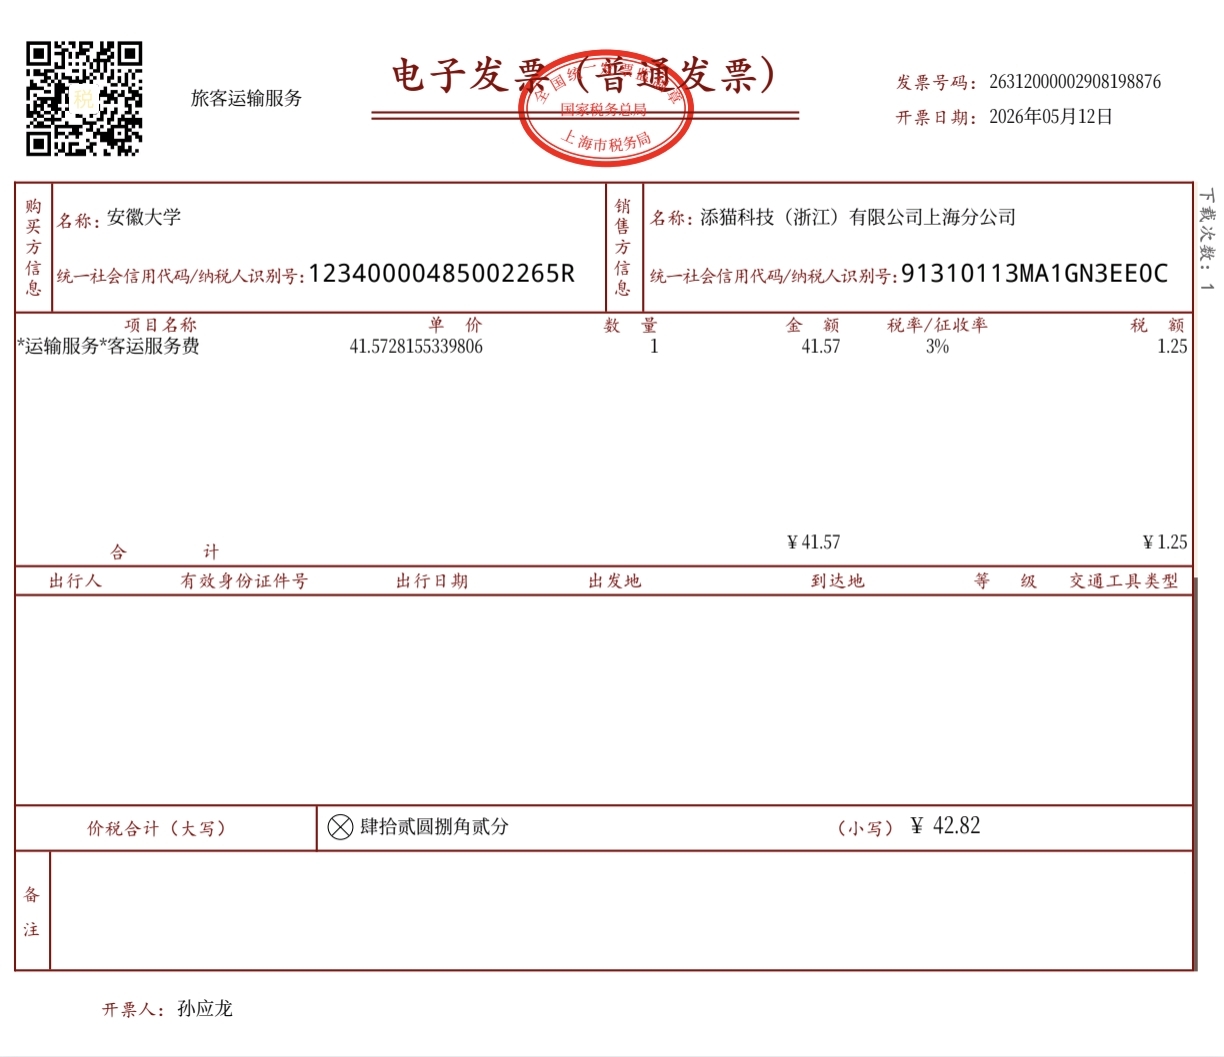 税
旅客运输服务
电子发票（普通发票）
全国统一发票监制章
国家税务总局
上海市税务局
发票号码：26312000002908198876
开票日期：2026年05月12日
下载次数：1
购买方信息
名称：安徽大学
统一社会信用代码/纳税人识别号：12340000485002265R
销售方信息
名称：添猫科技（浙江）有限公司上海分公司
统一社会信用代码/纳税人识别号：91310113MA1GN3EE0C
项目名称 单 价 数 量 金 额 税率/征收率 税 额
*运输服务*客运服务费 41.5728155339806 1 41.57 3% 1.25
合 计 ¥41.57 ¥1.25
出行人 有效身份证件号 出行日期 出发地 到达地 等 级 交通工具类型
价税合计（大写） 肆拾贰圆捌角贰分 （小写） ¥ 42.82
备注
开票人：孙应龙